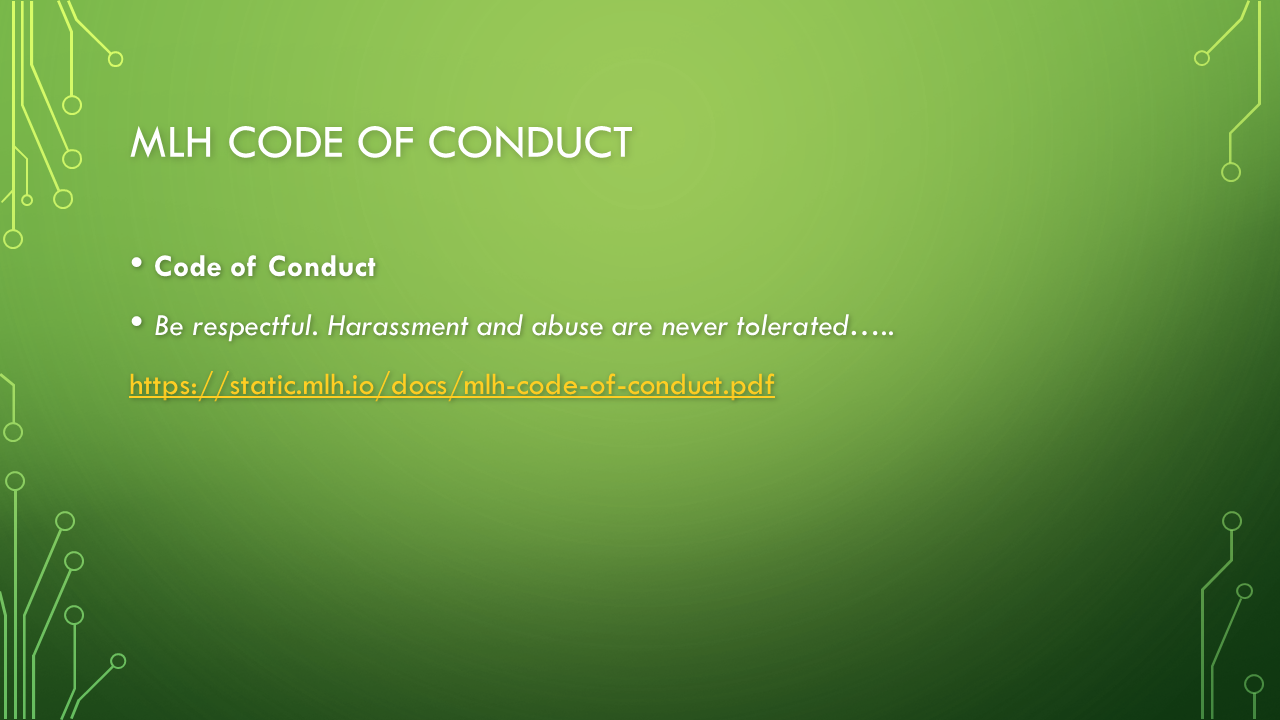 MLH CODE OF CONDUCT
• Code of Conduct
• Be respectful. Harassment and abuse are never tolerated…..
https://static.mlh.io/docs/mlh-code-of-conduct.pdf